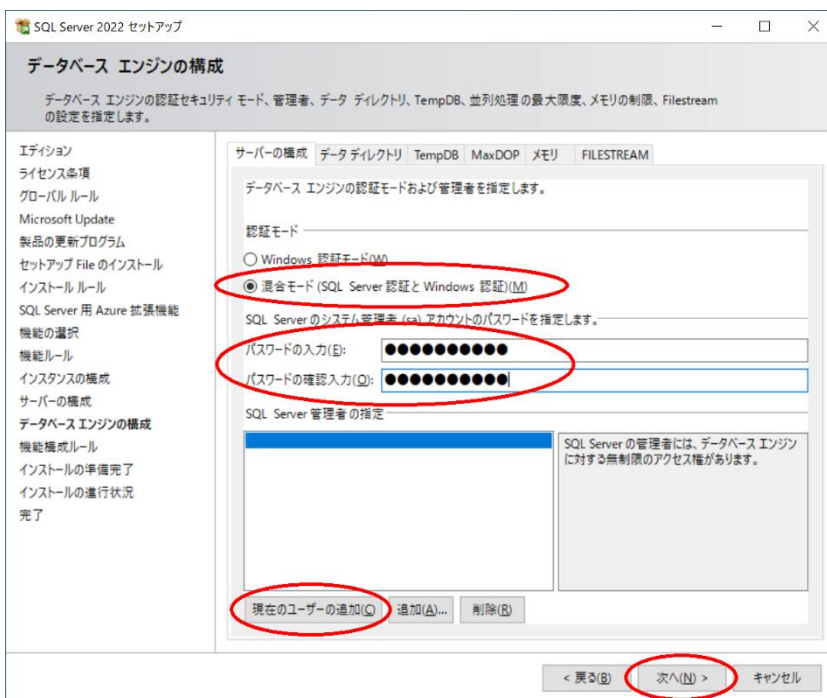 SQL Server 2022 セットアップ
データベース エンジンの構成
データベース エンジンの認証セキュリティ モード、管理者、データ ディレクトリ、TempDB、並列処理の最大限度、メモリの制限、Filestream
の設定を指定します。
エディション
ライセンス条項
グローバル ルール
Microsoft Update
製品の更新プログラム
セットアップ File のインストール
インストール ルール
SQL Server 用 Azure 拡張機能
機能の選択
機能ルール
インスタンスの構成
サーバーの構成
データベース エンジンの構成
機能構成ルール
インストールの準備完了
インストールの進行状況
完了
サーバーの構成 データ ディレクトリ TempDB MaxDOP メモリ FILESTREAM
データベース エンジンの認証モードおよび管理者を指定します。
認証モード
Windows 認証モード(W)
混合モード (SQL Server 認証と Windows 認証)(M)
SQL Server のシステム管理者 (sa) アカウントのパスワードを指定します。
パスワードの入力(E): ●●●●●●●●●●
パスワードの確認入力(O): ●●●●●●●●●●
SQL Server 管理者の指定
SQL Server の管理者には、データベース エンジン
に対する無制限のアクセス権があります。
現在のユーザーの追加(C) 追加(A)... 削除(R)
< 戻る(B) 次へ(N) > キャンセル